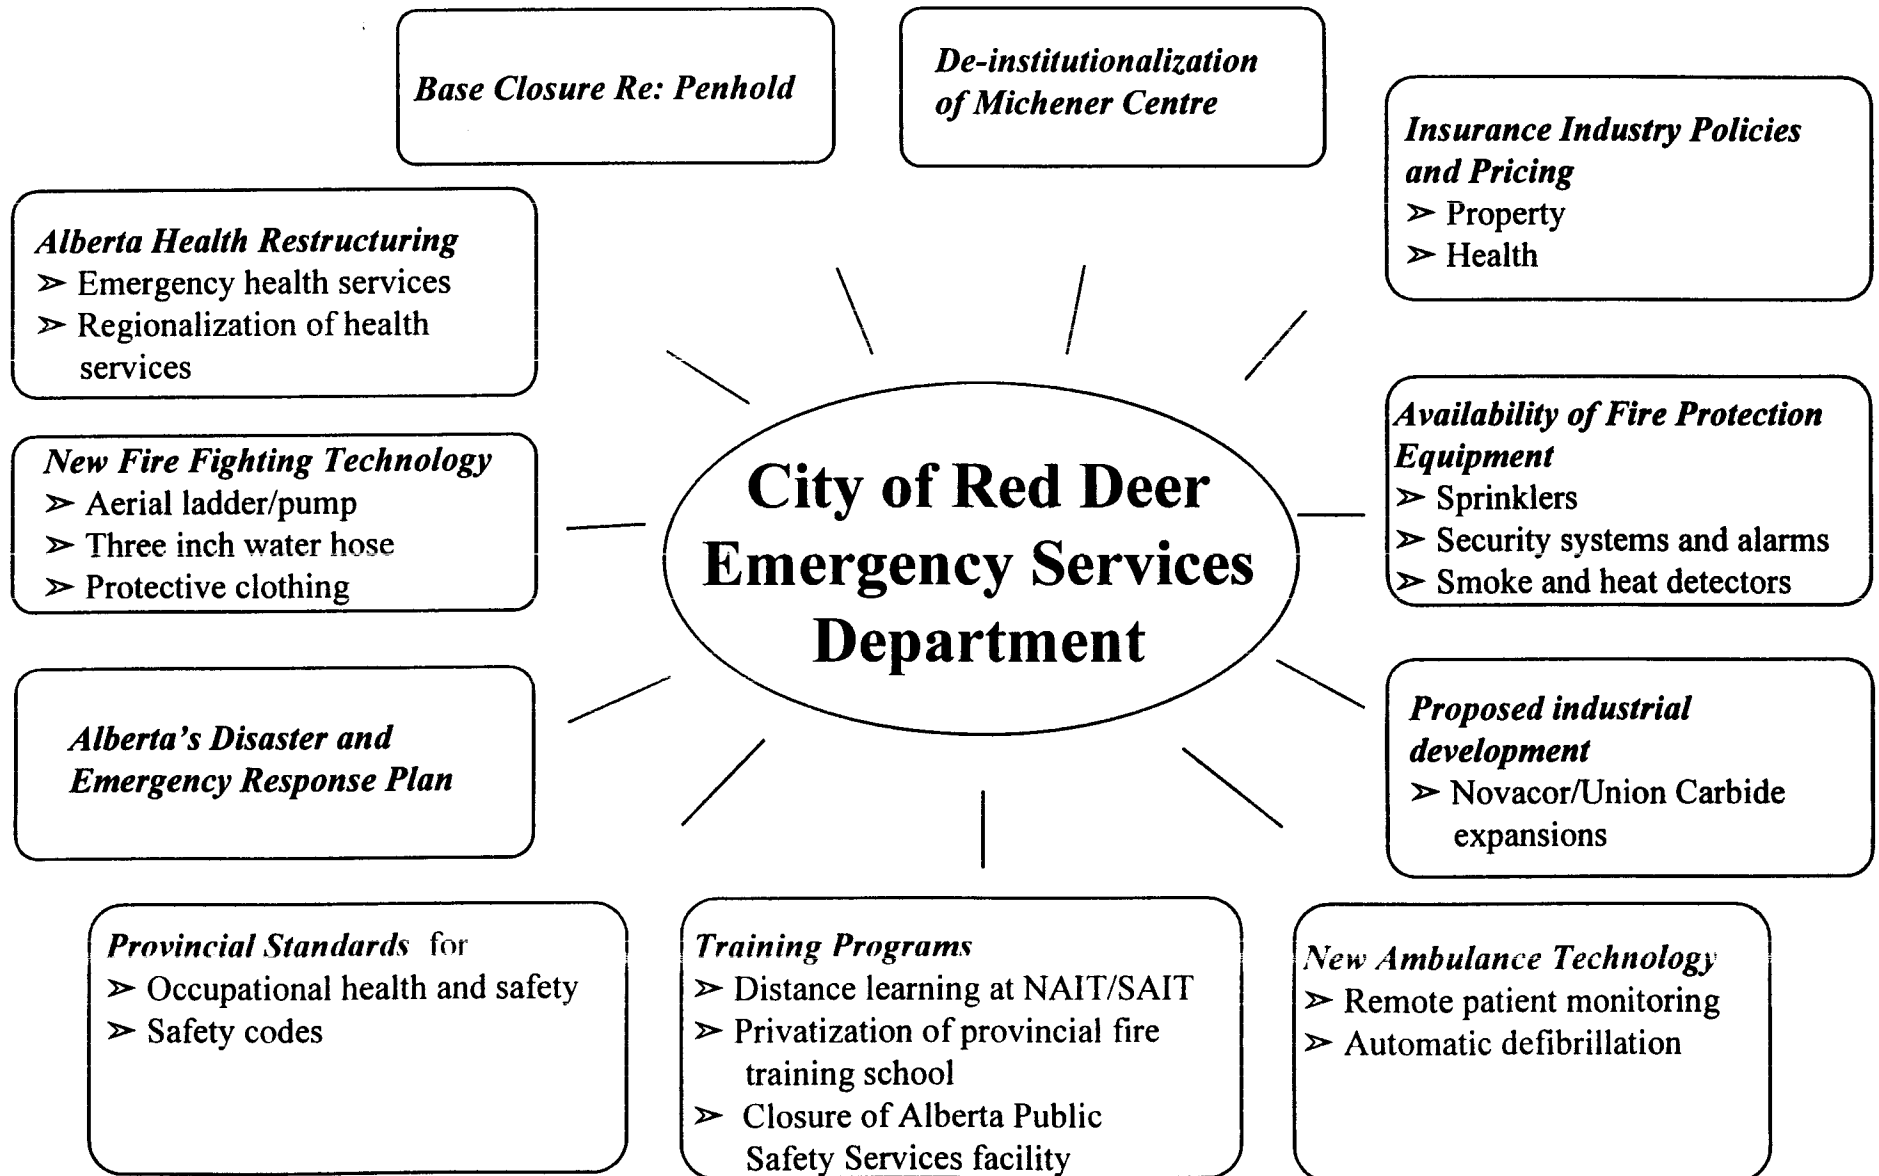 Base Closure Re: Penhold
De-institutionalization
of Michener Centre
Insurance Industry Policies
and Pricing
➢ Property
➢ Health
Alberta Health Restructuring
➢ Emergency health services
➢ Regionalization of health
services
New Fire Fighting Technology
➢ Aerial ladder/pump
➢ Three inch water hose
➢ Protective clothing
City of Red Deer
Emergency Services
Department
Availability of Fire Protection
Equipment
➢ Sprinklers
➢ Security systems and alarms
➢ Smoke and heat detectors
Alberta's Disaster and
Emergency Response Plan
Proposed industrial
development
➢ Novacor/Union Carbide
expansions
Provincial Standards for
➢ Occupational health and safety
➢ Safety codes
Training Programs
➢ Distance learning at NAIT/SAIT
➢ Privatization of provincial fire
training school
➢ Closure of Alberta Public
Safety Services facility
New Ambulance Technology
➢ Remote patient monitoring
➢ Automatic defibrillation